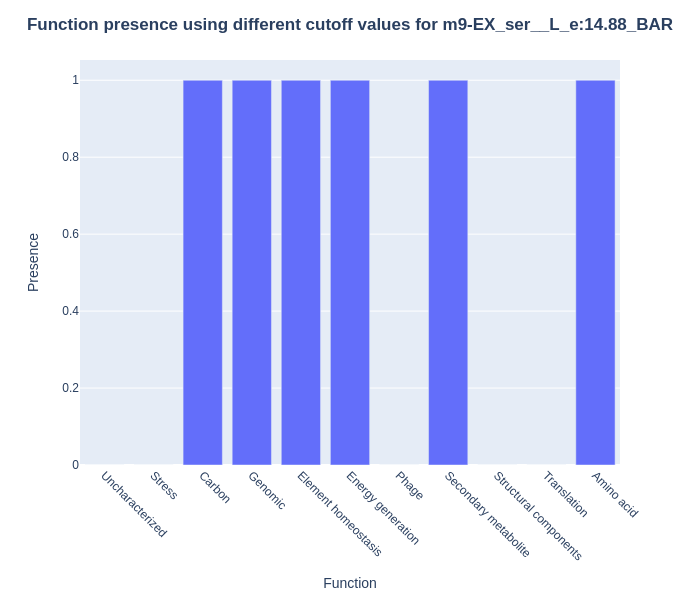 Function presence using different cutoff values for m9-EX_ser__L_e:14.88_BAR
1
0.8
0.6
0.4
0.2
0
Presence
Uncharacterized
Stress
Carbon
Genomic
Element homeostasis
Energy generation
Phage
Secondary metabolite
Structural components
Translation
Amino acid
Function